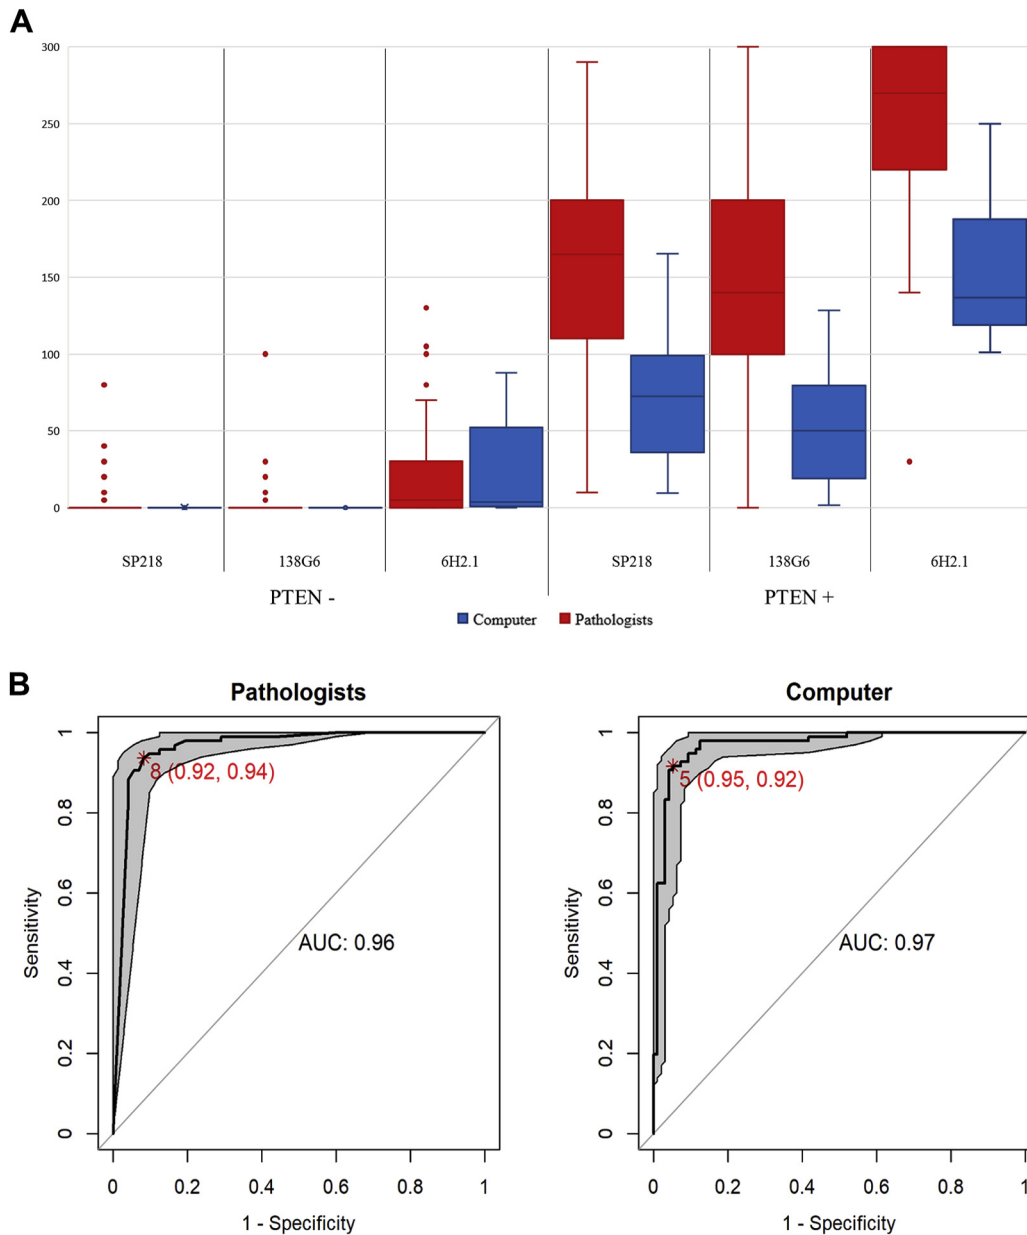 A
300
250
200
150
100
50
0
SP218 138G6 6H2.1 SP218 138G6 6H2.1
PTEN - PTEN +
Computer Pathologists
B
Pathologists
1
0.8
0.6
0.4
0.2
0
Sensitivity
8 (0.92, 0.94)
AUC: 0.96
0 0.2 0.4 0.6 0.8 1
1 - Specificity
Computer
1
0.8
0.6
0.4
0.2
0
Sensitivity
5 (0.95, 0.92)
AUC: 0.97
0 0.2 0.4 0.6 0.8 1
1 - Specificity